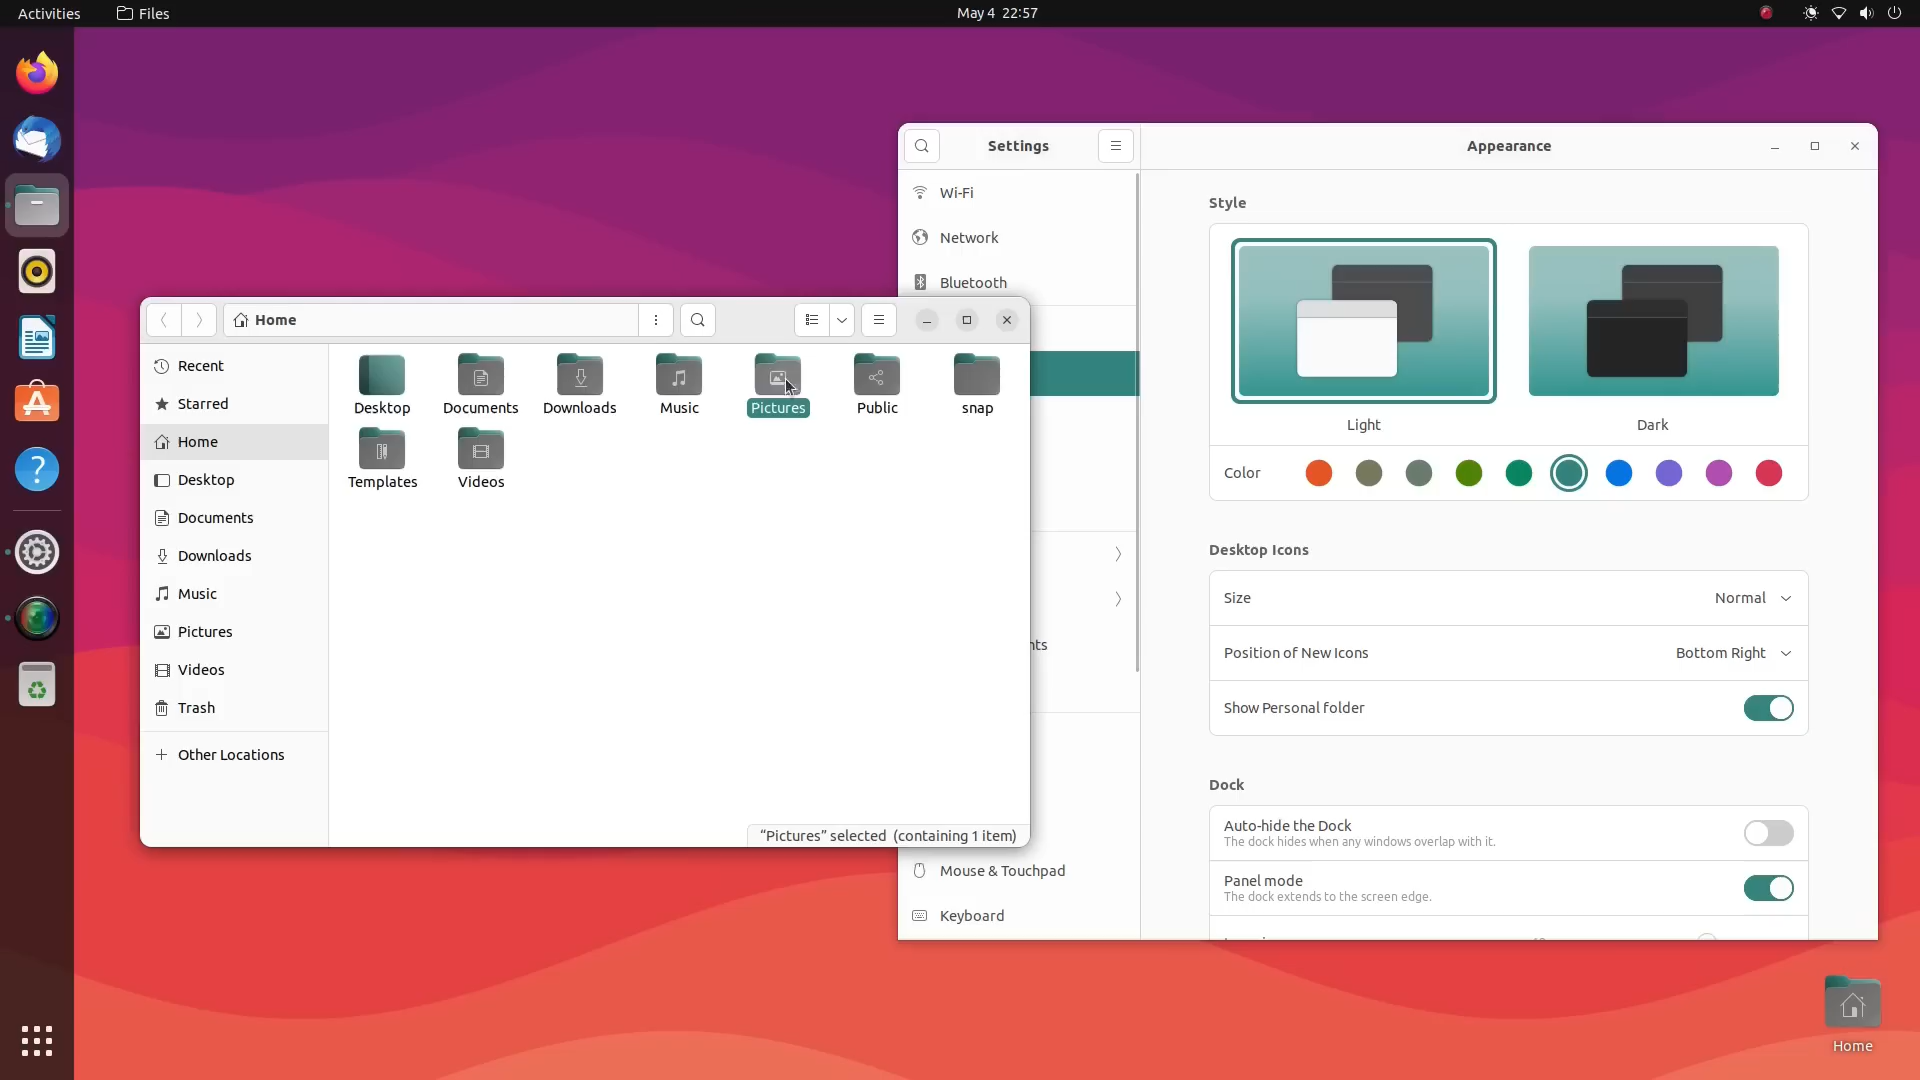 Activities
Files
May 4 22:57
Settings
Appearance
Wi-Fi
Network
Bluetooth
Style
Light
Dark
Color
Desktop Icons
Size
Normal
Position of New Icons
Bottom Right
Show Personal folder
Dock
Auto-hide the Dock
The dock hides when any windows overlap with it.
Panel mode
The dock extends to the screen edge.
Mouse & Touchpad
Keyboard
Home
Recent
Starred
Home
Desktop
Documents
Downloads
Music
Pictures
Videos
Trash
Other Locations
Desktop
Documents
Downloads
Music
Pictures
Public
snap
Templates
Videos
“Pictures” selected (containing 1 item)
Home